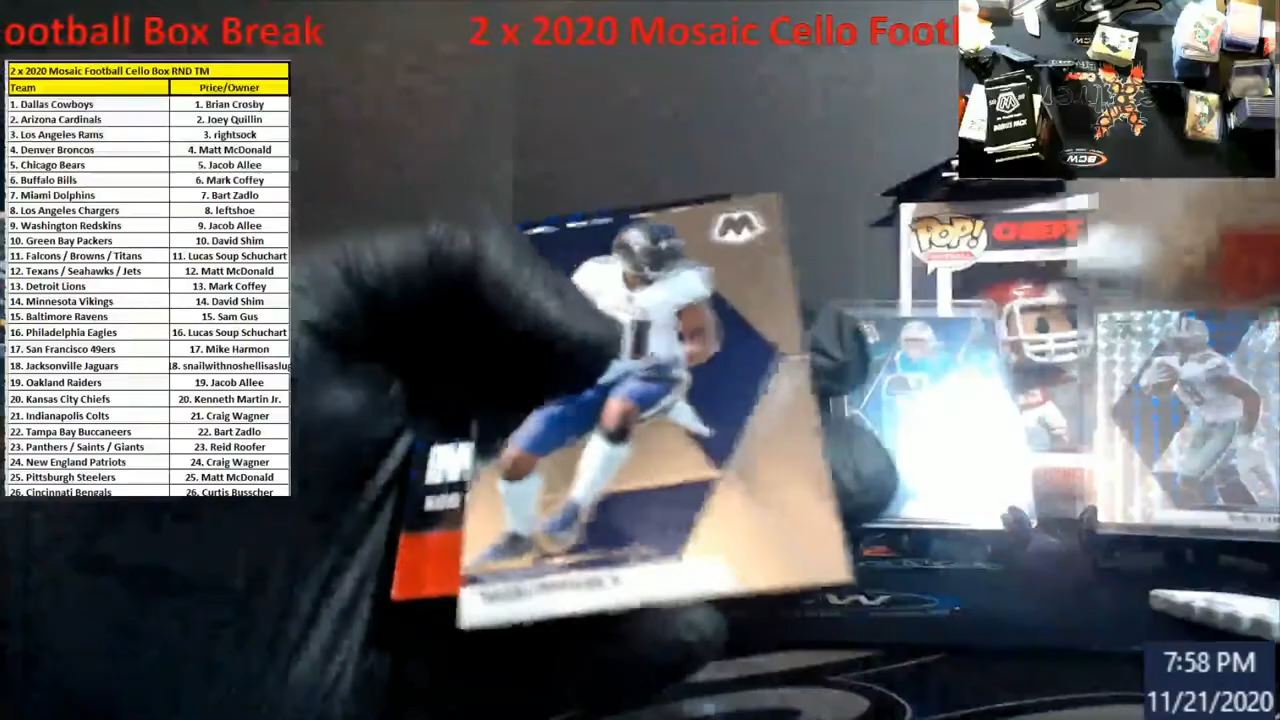 ootball Box Break 2 x 2020 Mosaic Cello Footl
2 x 2020 Mosaic Football Cello Box RND TM
Team Price/Owner
1. Dallas Cowboys 1. Brian Crosby
2. Arizona Cardinals 2. Joey Quillin
3. Los Angeles Rams 3. rightsock
4. Denver Broncos 4. Matt McDonald
5. Chicago Bears 5. Jacob Allee
6. Buffalo Bills 6. Mark Coffey
7. Miami Dolphins 7. Bart Zadlo
8. Los Angeles Chargers 8. leftshoe
9. Washington Redskins 9. Jacob Allee
10. Green Bay Packers 10. David Shim
11. Falcons / Browns / Titans 11. Lucas Soup Schuchart
12. Texans / Seahawks / Jets 12. Matt McDonald
13. Detroit Lions 13. Mark Coffey
14. Minnesota Vikings 14. David Shim
15. Baltimore Ravens 15. Sam Gus
16. Philadelphia Eagles 16. Lucas Soup Schuchart
17. San Francisco 49ers 17. Mike Harmon
18. Jacksonville Jaguars 18. snailwithnoshellisaslug
19. Oakland Raiders 19. Jacob Allee
20. Kansas City Chiefs 20. Kenneth Martin Jr.
21. Indianapolis Colts 21. Craig Wagner
22. Tampa Bay Buccaneers 22. Bart Zadlo
23. Panthers / Saints / Giants 23. Reid Roofer
24. New England Patriots 24. Craig Wagner
25. Pittsburgh Steelers 25. Matt McDonald
26. Cincinnati Bengals 26. Curtis Busscher
POP! CHIEFS
BCW
7:58 PM
11/21/2020